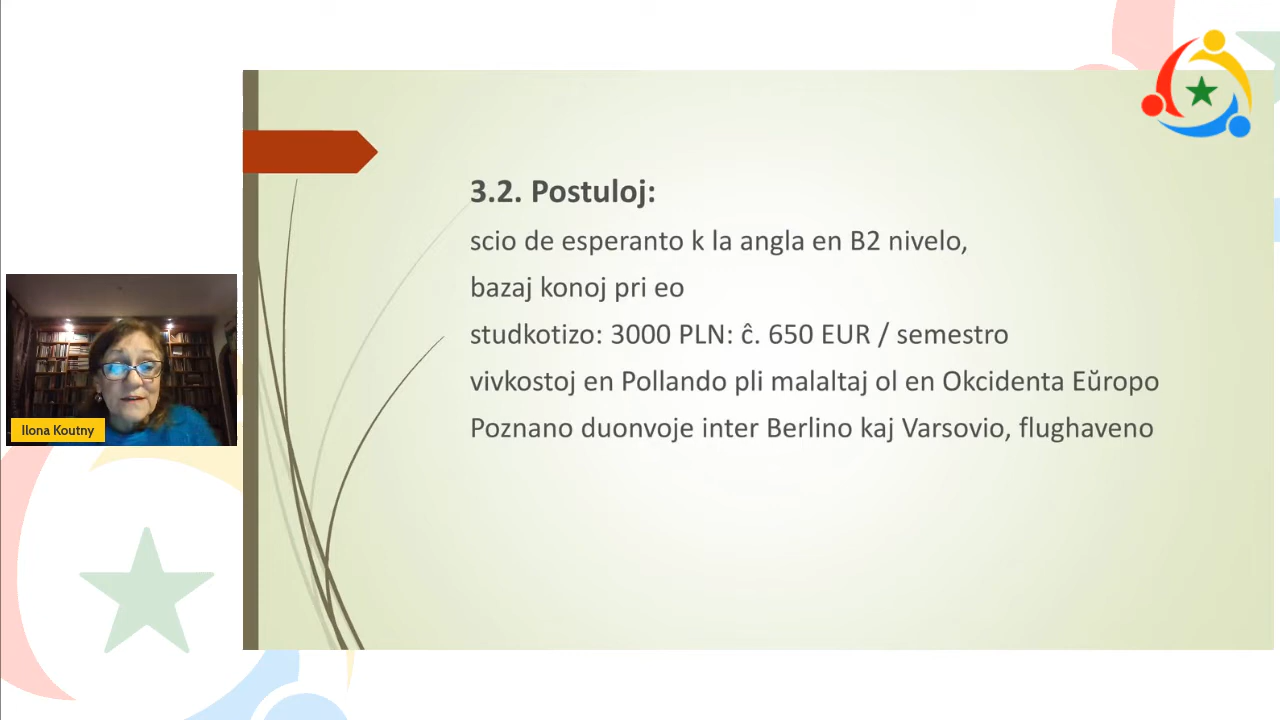 3.2. Postuloj:
scio de esperanto k la angla en B2 nivelo,
bazaj konoj pri eo
studkotizo: 3000 PLN: ĉ. 650 EUR / semestro
vivkostoj en Pollando pli malaltaj ol en Okcidenta Eŭropo
Poznano duonvoje inter Berlino kaj Varsovio, flughaveno
Ilona Koutny